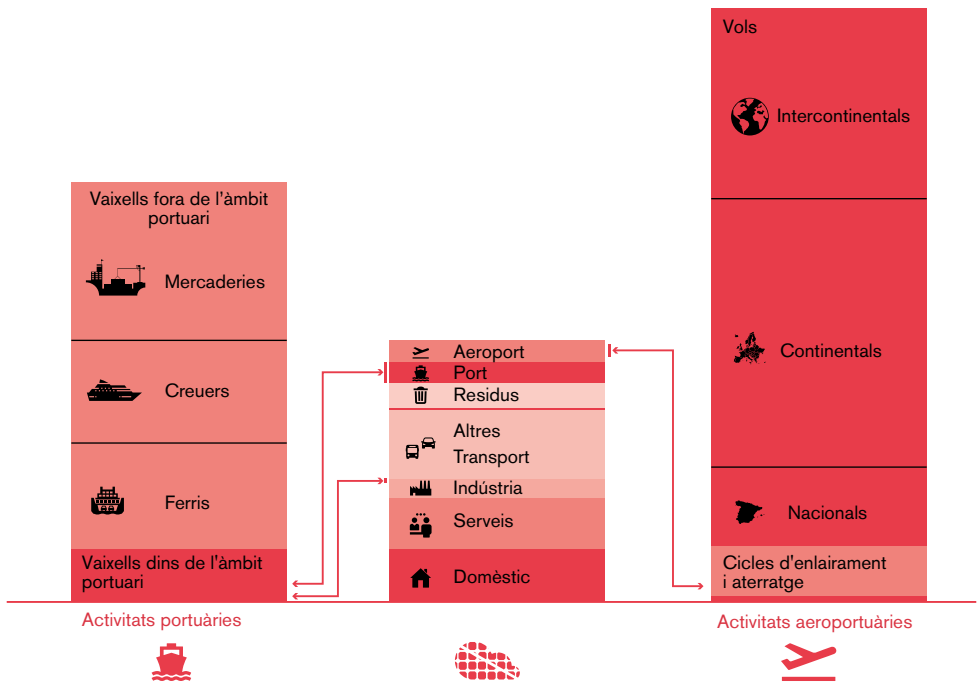 Vaixells fora de l'àmbit
portuari
Mercaderies
Creuers
Ferris
Vaixells dins de l'àmbit
portuari
Activitats portuàries
Aeroport
Port
Residus
Altres
Transport
Indústria
Serveis
Domèstic
Vols
Intercontinentals
Continentals
Nacionals
Cicles d'enlairament
i aterratge
Activitats aeroportuàries